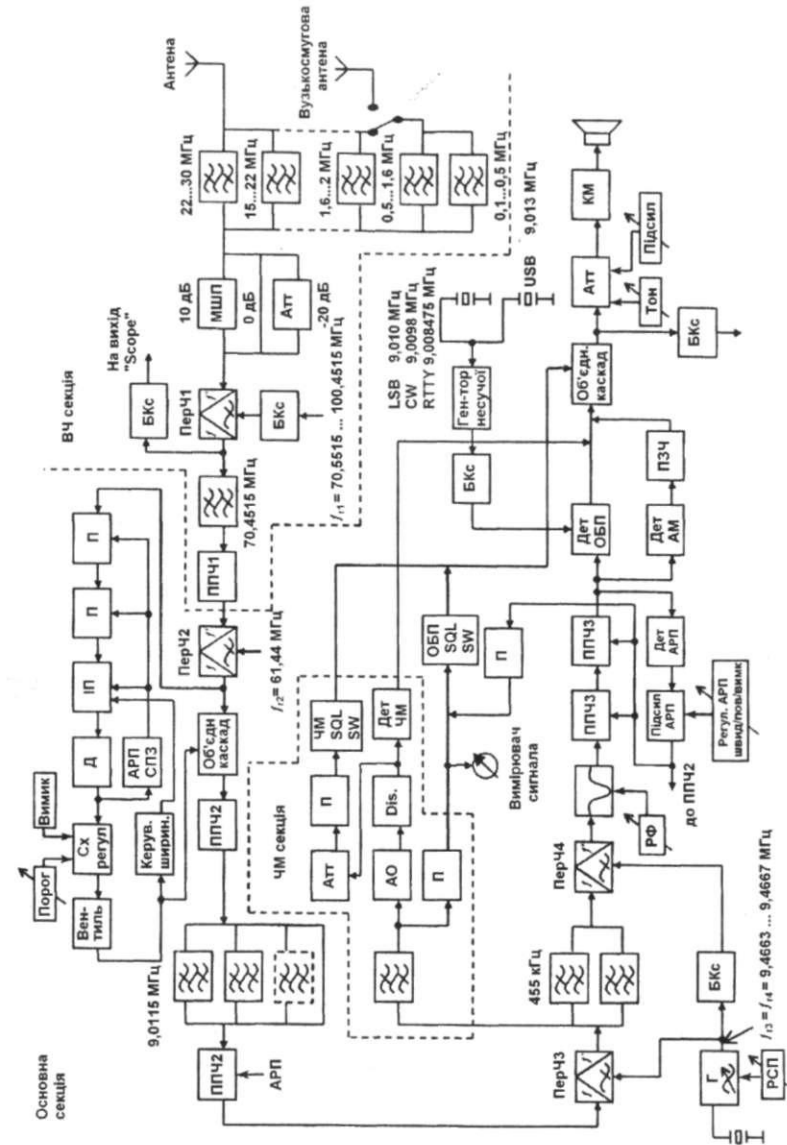 Основна
секція
Порог
Вимик
Сх
регул
Вен-
тиль
Керув.
ширин.
Д
АРП
СПЗ
ІП
П
П
ВЧ секція
На вихід
"Scope"
БКс
ПерЧ1
БКс
f г1 = 70,5515 ... 100,4515 МГц
70,4515 МГц
ППЧ1
10 дБ
МШП
0 дБ
Атт
-20 дБ
22...30 МГц
15...22 МГц
1,6...2 МГц
0,5...1,6 МГц
0,1...0,5 МГц
Антена
Вузькосмугова
антена
ПерЧ2
f г2 = 61,44 МГц
Об'єдн
каскад
ППЧ2
9,0115 МГц
ППЧ2
АРП
ЧМ секція
Атт
П
ЧМ
SQL
SW
АО
Dis.
Дет
ЧМ
П
ОБП
SQL
SW
П
Вимірювач
сигнала
LSB 9,010 МГц
CW 9,0098 МГц
RTTY 9,008475 МГц
9,013 МГц
USB
Ген-тор
несучої
БКс
ПерЧ3
455 кГц
ПерЧ4
РФ
ППЧ3
ППЧ3
Дет
ОБП
Об'єдн.
каскад
Атт
КМ
Тон
Підсил
БКс
Дет
АМ
ПЗЧ
Дет
АРП
Підсил
АРП
Регул. АРП
швид/пов/вимк
до ППЧ2
БКс
Г
РСП
f г3 = f г4 = 9,4663 ... 9,4667 МГц